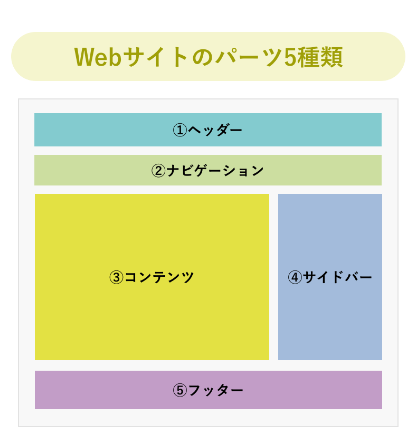 Webサイトのパーツ5種類
①ヘッダー
②ナビゲーション
③コンテンツ
④サイドバー
⑤フッター